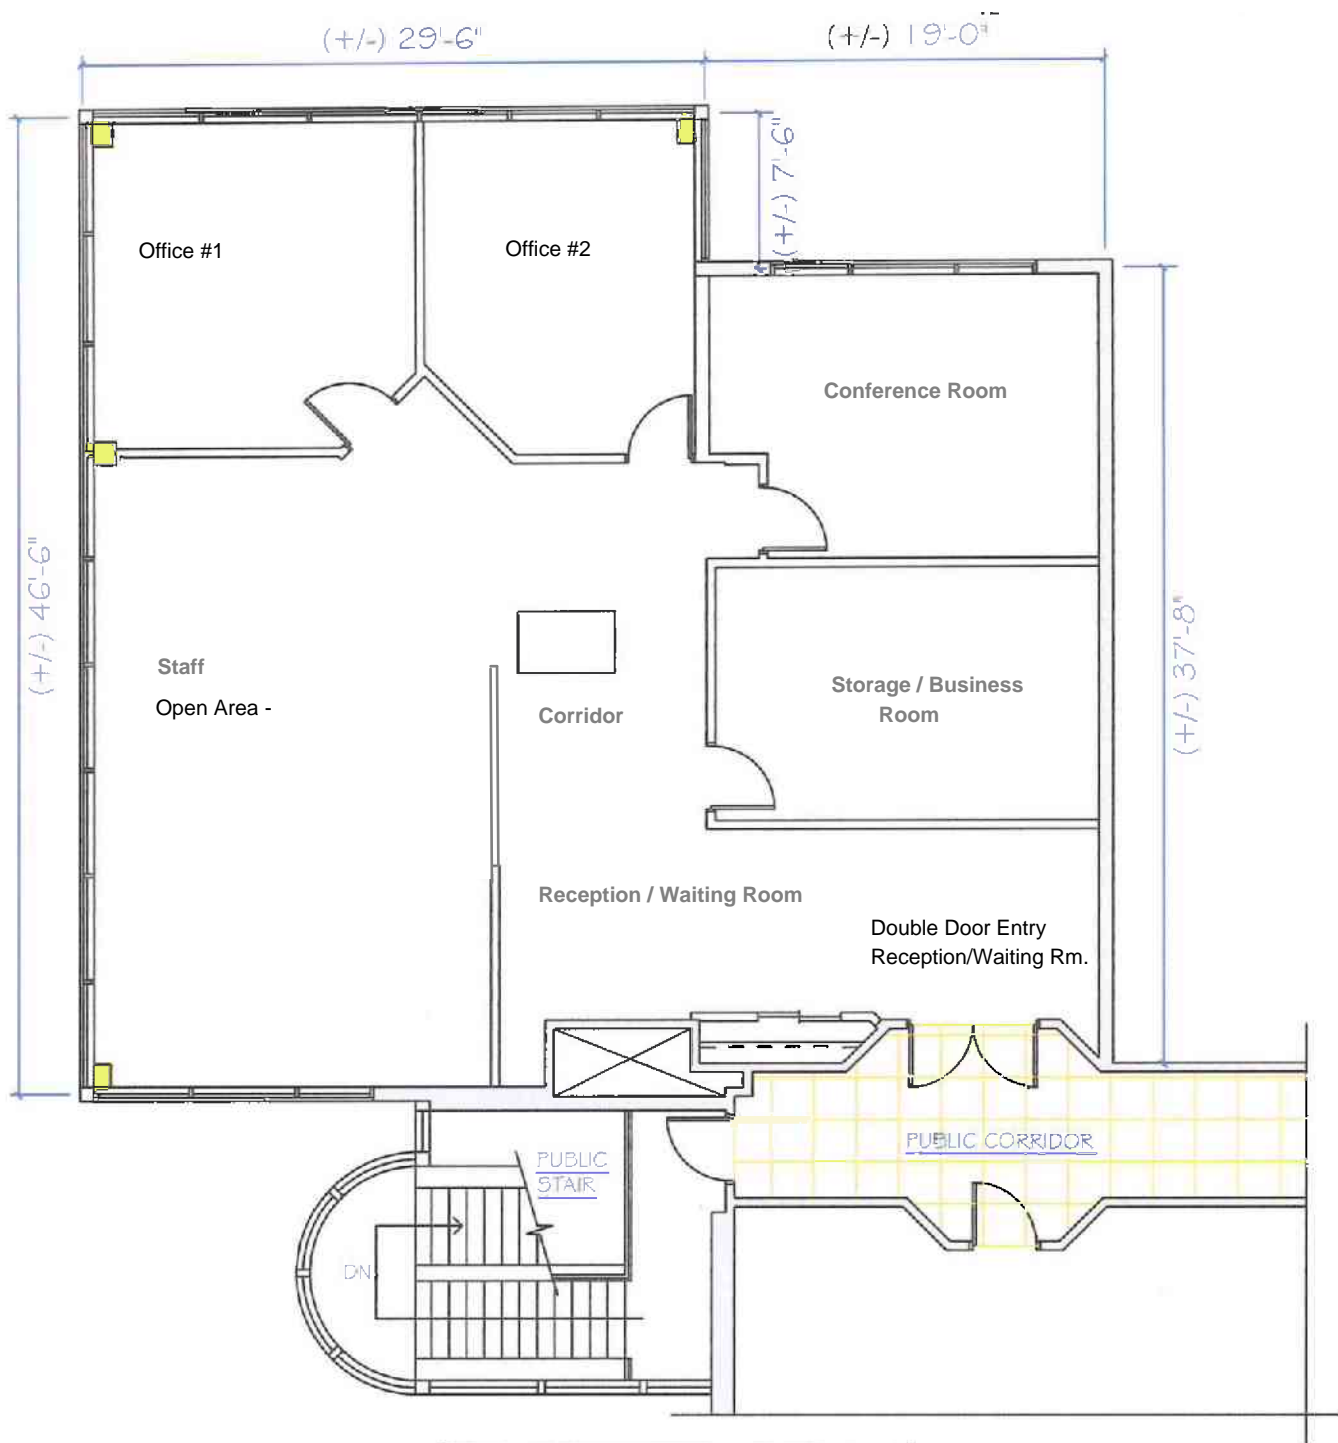 (+/-) 29'-6"
(+/-) 19'-0"
(+/-) 7'-6"
Office #1
Office #2
Conference Room
(+/-) 46'-6"
(+/-) 37'-8"
Staff
Open Area -
Corridor
Storage / Business
Room
Reception / Waiting Room
Double Door Entry
Reception/Waiting Rm.
PUBLIC CORRIDOR
PUBLIC
STAIR
DN